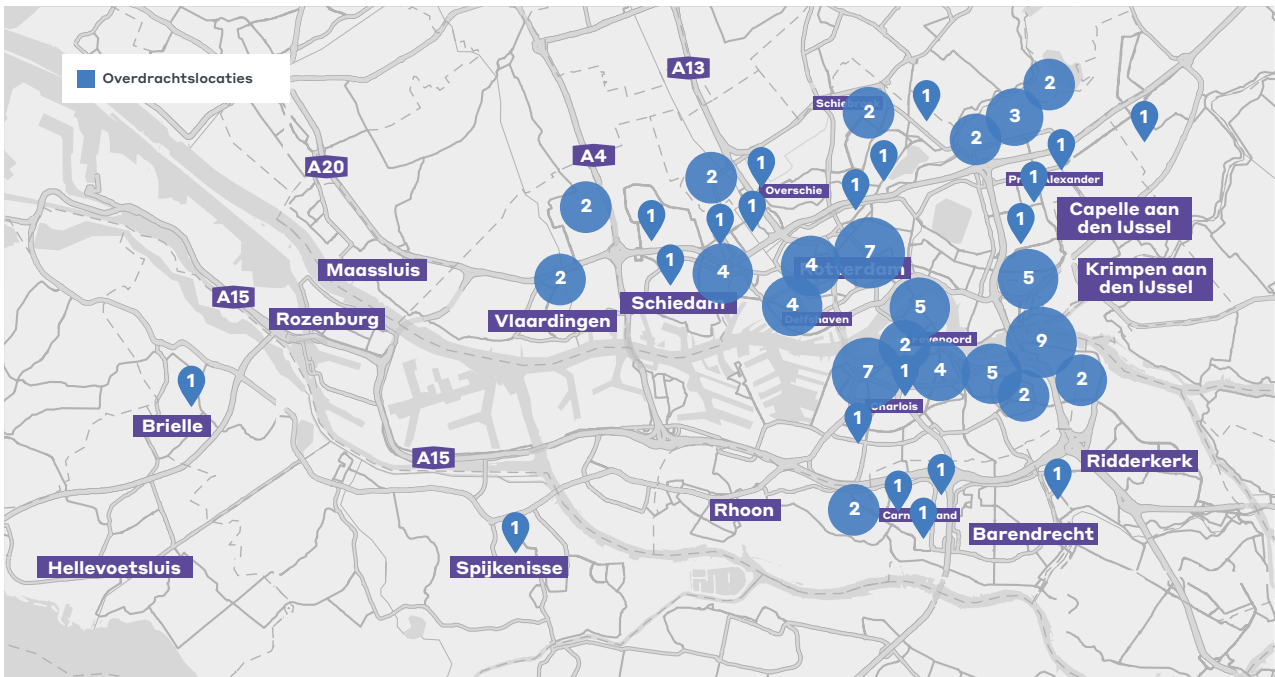 Overdrachtslocaties
A13
2
1
2
3
2
1
1
Schiebroek
A4
A20
2
1
Overschie
1
1
1
Prins Alexander
Capelle aan
den IJssel
2
1
1
1
1
7
Maassluis
2
1
4
4
Rotterdam
5
Krimpen aan
den IJssel
A15
Rozenburg
Vlaardingen
Schiedam
4
Delfshaven
5
2
9
7
1
4
5
2
2
1
Brielle
1
Charlois
A15
1
1
1
Ridderkerk
Rhoon
2
1
Barendrecht
1
Hellevoetsluis
Spijkenisse